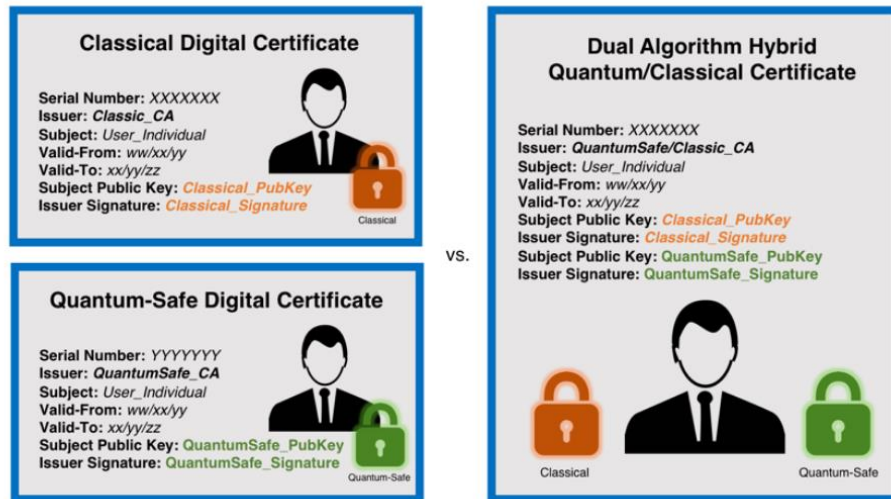 Classical Digital Certificate
Serial Number: XXXXXXX
Issuer: Classic_CA
Subject: User_Individual
Valid-From: ww/xx/yy
Valid-To: xx/yy/zz
Subject Public Key: Classical_PubKey
Issuer Signature: Classical_Signature
Classical
Quantum-Safe Digital Certificate
Serial Number: YYYYYYY
Issuer: QuantumSafe_CA
Subject: User_Individual
Valid-From: ww/xx/yy
Valid-To: xx/yy/zz
Subject Public Key: QuantumSafe_PubKey
Issuer Signature: QuantumSafe_Signature
Quantum-Safe
vs.
Dual Algorithm Hybrid
Quantum/Classical Certificate
Serial Number: XXXXXXX
Issuer: QuantumSafe/Classic_CA
Subject: User_Individual
Valid-From: ww/xx/yy
Valid-To: xx/yy/zz
Subject Public Key: Classical_PubKey
Issuer Signature: Classical_Signature
Subject Public Key: QuantumSafe_PubKey
Issuer Signature: QuantumSafe_Signature
Classical
Quantum-Safe